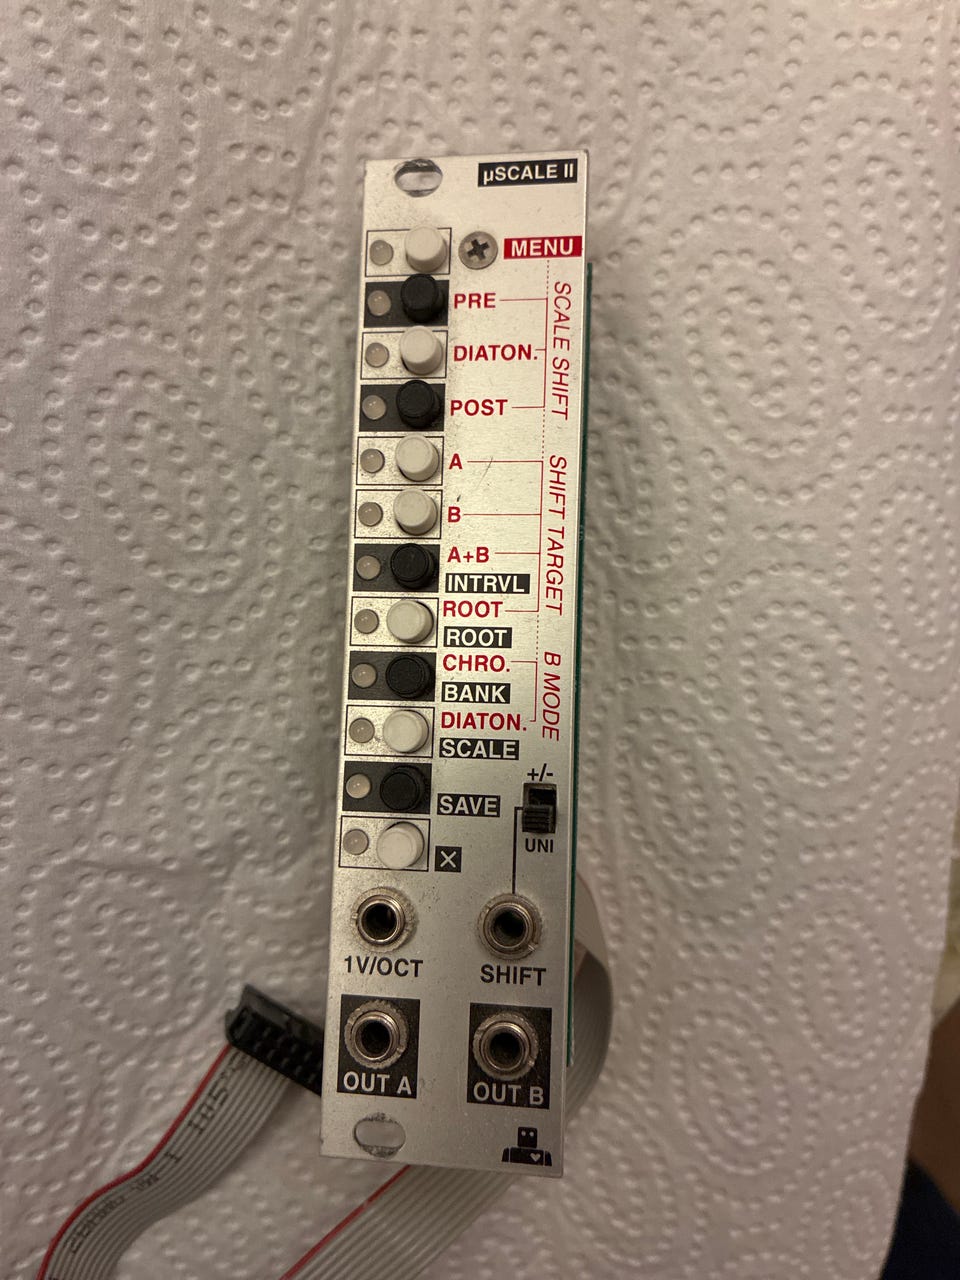 µSCALE II
MENU
PRE
DIATON.
POST
SCALE SHIFT
A
B
A+B
INTRVL
ROOT
SHIFT TARGET
ROOT
CHRO.
BANK
DIATON.
B MODE
SCALE
+/-
SAVE
UNI
X
1V/OCT
SHIFT
OUT A
OUT B